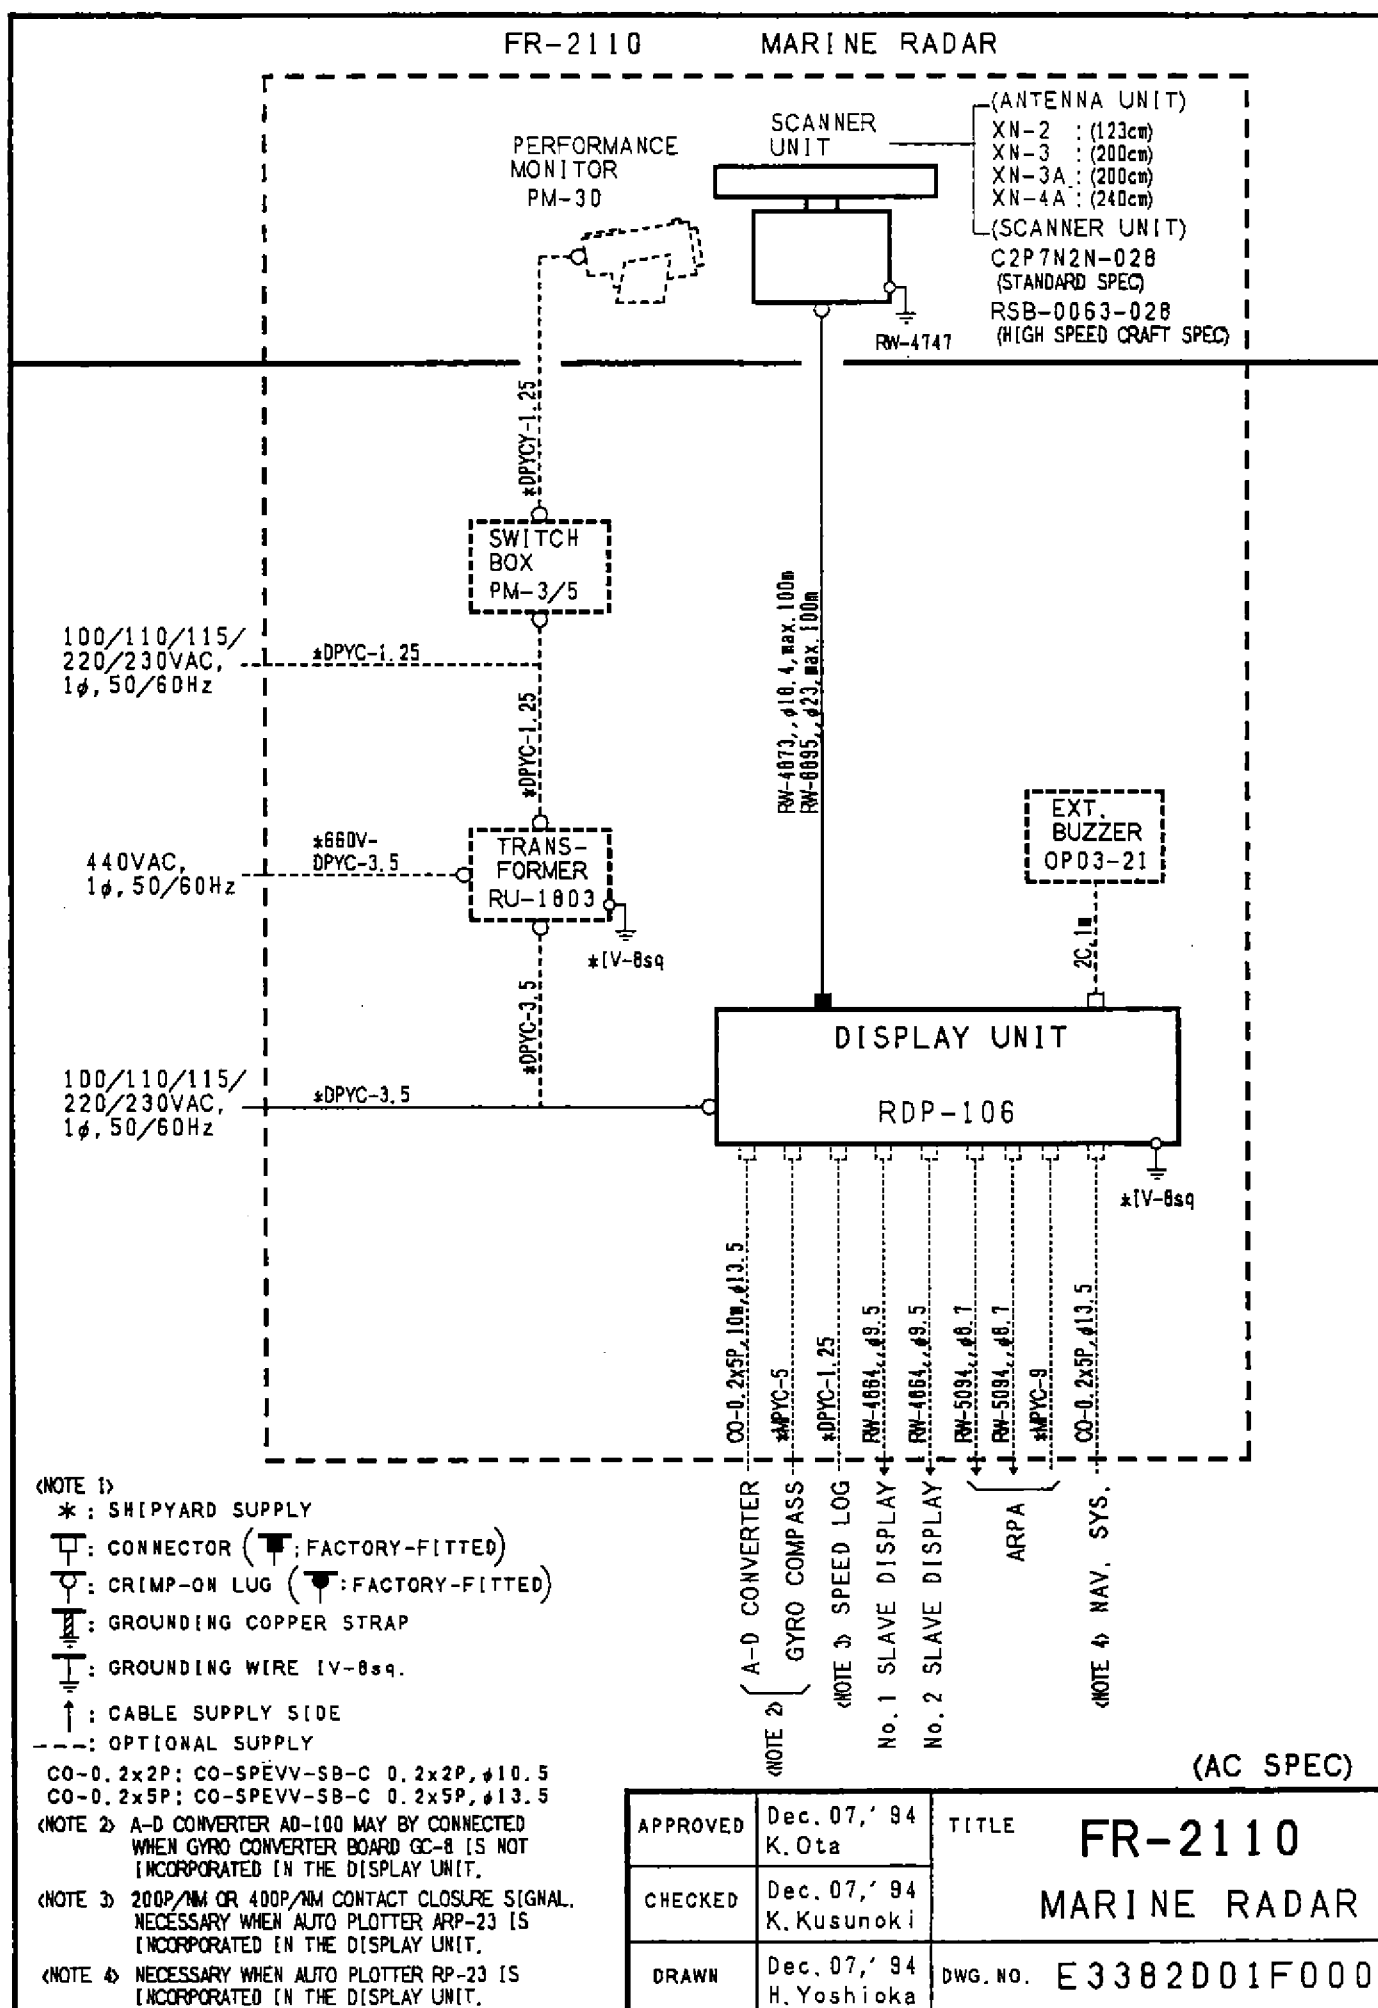 FR-2110 MARINE RADAR
(ANTENNA UNIT)
XN-2 : (123cm)
XN-3 : (200cm)
XN-3A : (200cm)
XN-4A : (240cm)
(SCANNER UNIT)
C2P7N2N-028
(STANDARD SPEC)
RSB-0063-028
(HIGH SPEED CRAFT SPEC)
SCANNER
UNIT
PERFORMANCE
MONITOR
PM-30
RW-4747
*DPYCY-1.25
SWITCH
BOX
PM-3/5
100/110/115/
220/230VAC,
1φ, 50/60Hz
*DPYC-1.25
*DPYC-1.25
RW-4873,, φ18.4, max.100m
RW-6895,, φ23, max.100m
440VAC,
1φ, 50/60Hz
*660V-
DPYC-3.5
TRANS-
FORMER
RU-1803
*IV-8sq
*DPYC-3.5
EXT.
BUZZER
OP03-21
2C,1m
100/110/115/
220/230VAC,
1φ, 50/60Hz
*DPYC-3.5
DISPLAY UNIT
RDP-106
*IV-8sq
CO-0.2x5P,10m,φ13.5
*MPYC-5
*DPYC-1.25
RW-4864,,φ9.5
RW-4864,,φ9.5
RW-5094,,φ8.7
RW-5094,,φ8.7
*MPYC-9
CO-0.2x5P,φ13.5
A-D CONVERTER
GYRO COMPASS
<NOTE 2>
<NOTE 3> SPEED LOG
No.1 SLAVE DISPLAY
No.2 SLAVE DISPLAY
ARPA
<NOTE 4> NAV. SYS.
<NOTE 1>
* : SHIPYARD SUPPLY
: CONNECTOR ( : FACTORY-FITTED)
: CRIMP-ON LUG ( : FACTORY-FITTED)
: GROUNDING COPPER STRAP
: GROUNDING WIRE IV-8sq.
: CABLE SUPPLY SIDE
---: OPTIONAL SUPPLY
CO-0.2x2P: CO-SPEVV-SB-C 0.2x2P, φ10.5
CO-0.2x5P: CO-SPEVV-SB-C 0.2x5P, φ13.5
<NOTE 2> A-D CONVERTER AD-100 MAY BY CONNECTED
WHEN GYRO CONVERTER BOARD GC-8 IS NOT
INCORPORATED IN THE DISPLAY UNIT.
<NOTE 3> 200P/NM OR 400P/NM CONTACT CLOSURE SIGNAL.
NECESSARY WHEN AUTO PLOTTER ARP-23 IS
INCORPORATED IN THE DISPLAY UNIT.
<NOTE 4> NECESSARY WHEN AUTO PLOTTER RP-23 IS
INCORPORATED IN THE DISPLAY UNIT.
(AC SPEC)
APPROVED Dec. 07,'94
K. Ota
CHECKED Dec. 07,'94
K. Kusunoki
DRAWN Dec. 07,'94
H. Yoshioka
TITLE FR-2110
MARINE RADAR
DWG. NO. E3382D01F000